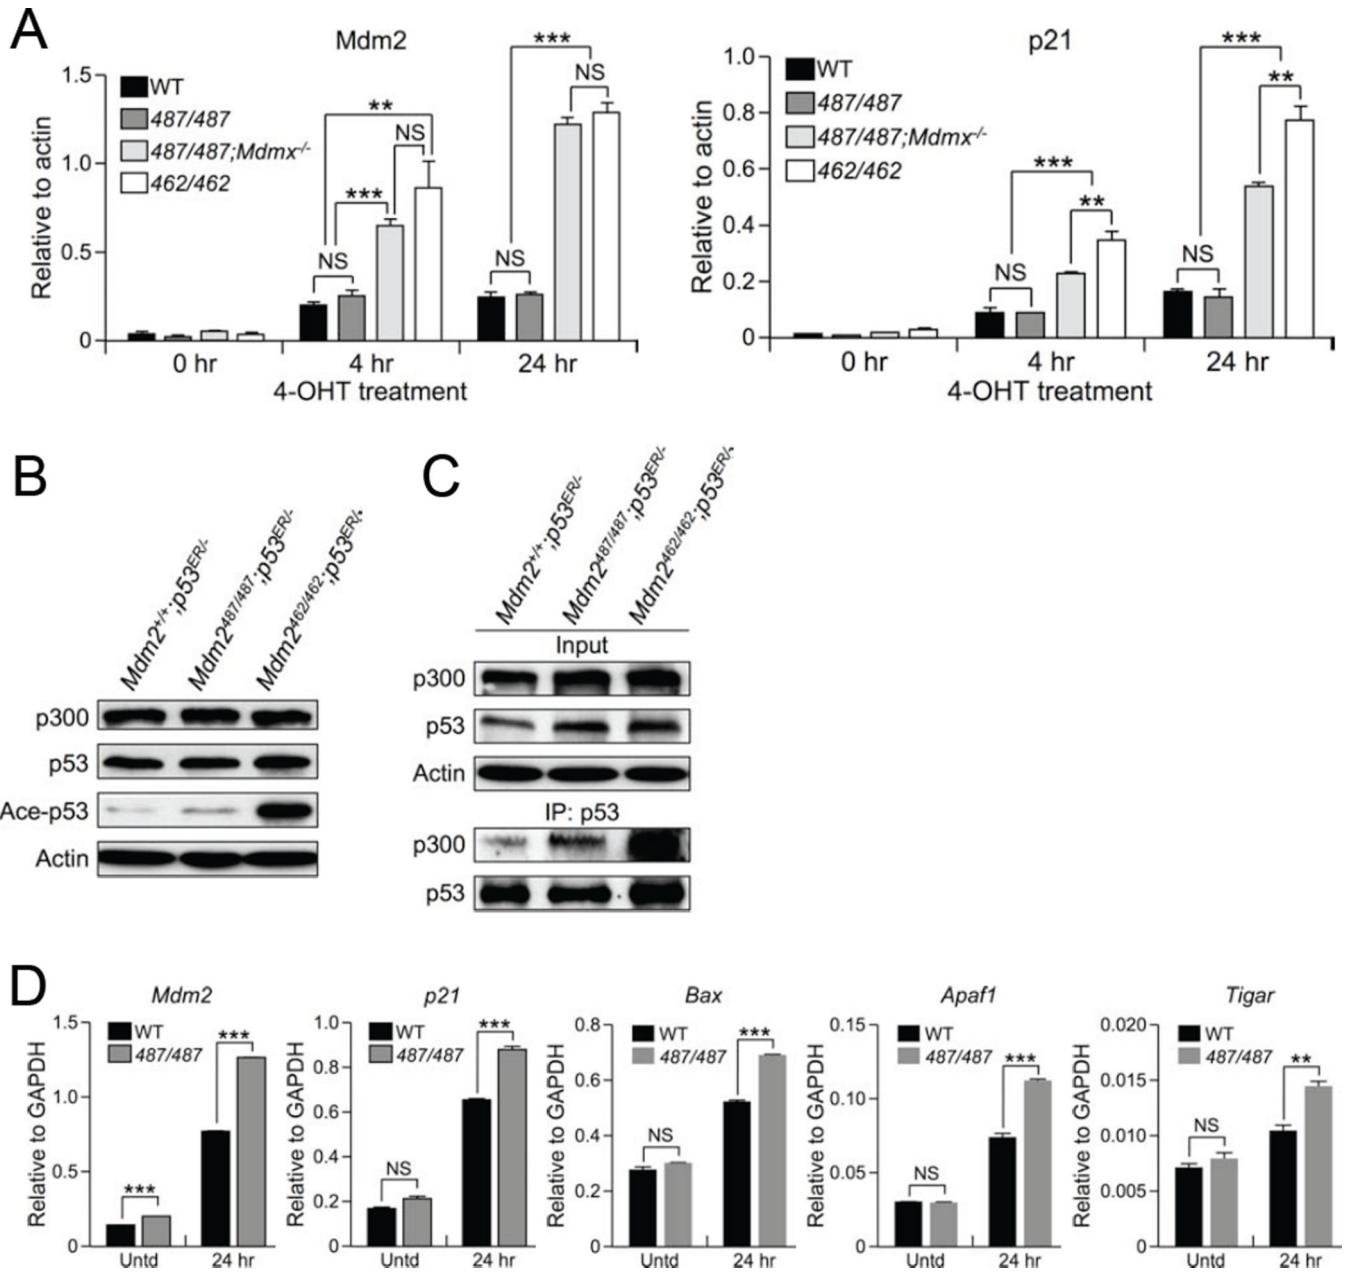 A
Mdm2
Relative to actin
1.5
1.0
0.5
0
WT
487/487
487/487;Mdmx-/-
462/462
NS
***
**
NS
NS
***
NS
0 hr
4 hr
24 hr
4-OHT treatment
p21
Relative to actin
1.0
0.8
0.6
0.4
0.2
0
WT
487/487
487/487;Mdmx-/-
462/462
NS
***
**
NS
***
**
0 hr
4 hr
24 hr
4-OHT treatment
B
Mdm2+/+;p53ER/-
Mdm2487/487;p53ER/-
Mdm2462/462;p53ER/-
p300
p53
Ace-p53
Actin
C
Mdm2+/+;p53ER/-
Mdm2487/487;p53ER/-
Mdm2462/462;p53ER/-
Input
p300
p53
Actin
IP: p53
p300
p53
D
Mdm2
Relative to GAPDH
1.5
1.0
0.5
0
WT
487/487
***
***
Untd
24 hr
p21
Relative to GAPDH
1.0
0.8
0.6
0.4
0.2
0
WT
487/487
NS
***
Untd
24 hr
Bax
Relative to GAPDH
0.8
0.6
0.4
0.2
0
WT
487/487
NS
***
Untd
24 hr
Apaf1
Relative to GAPDH
0.15
0.10
0.05
0
WT
487/487
NS
***
Untd
24 hr
Tigar
Relative to GAPDH
0.020
0.015
0.010
0.005
0
WT
487/487
NS
**
Untd
24 hr